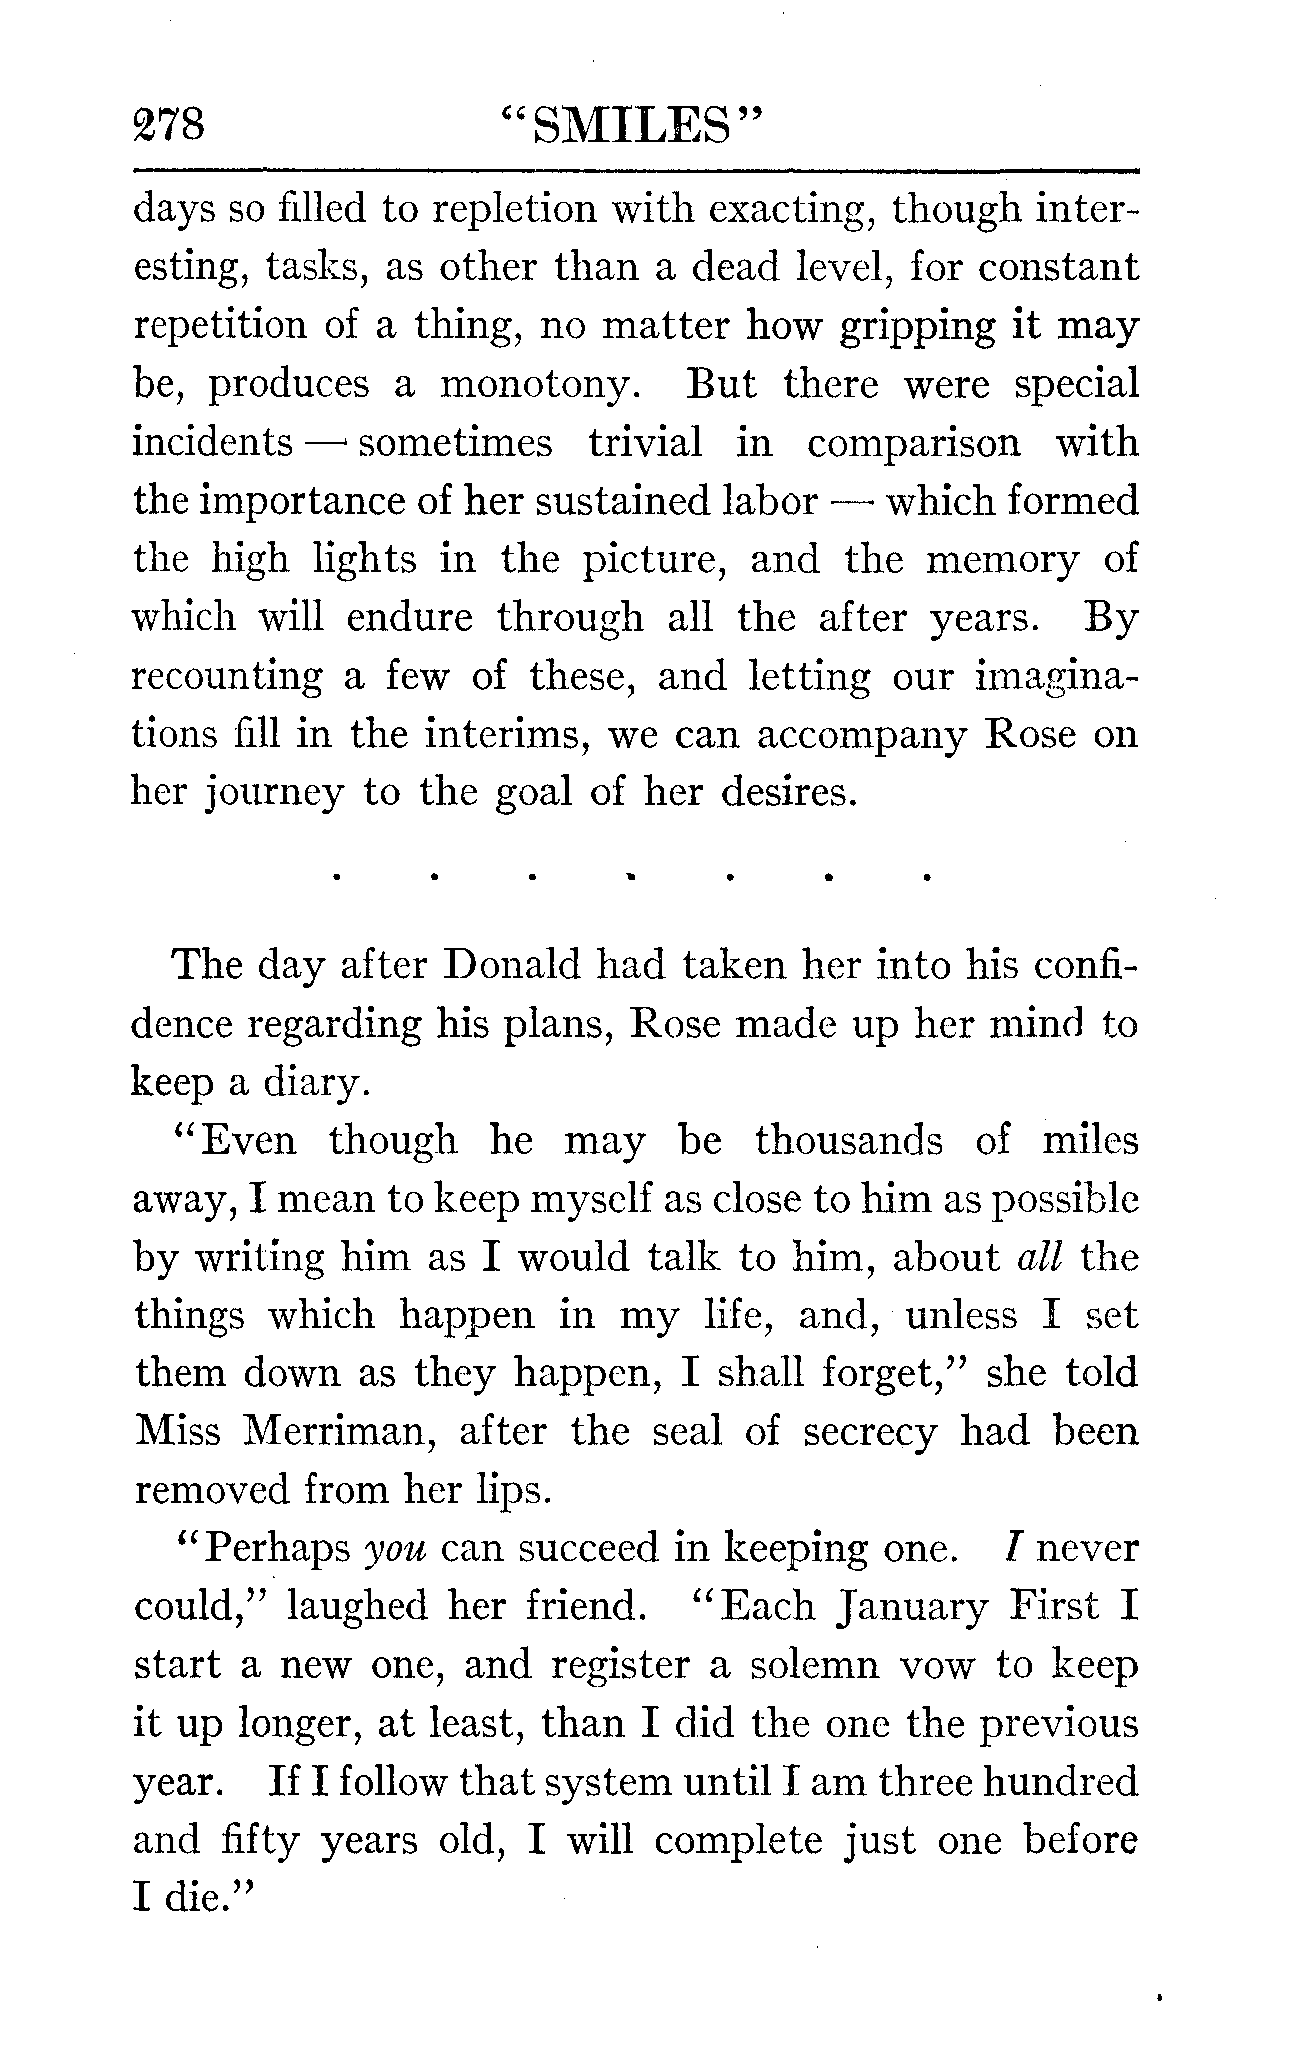 278 "SMILES"
days so filled to repletion with exacting, though inter-
esting, tasks, as other than a dead level, for constant
repetition of a thing, no matter how gripping it may
be, produces a monotony. But there were special
incidents — sometimes trivial in comparison with
the importance of her sustained labor — which formed
the high lights in the picture, and the memory of
which will endure through all the after years. By
recounting a few of these, and letting our imagina-
tions fill in the interims, we can accompany Rose on
her journey to the goal of her desires.
. . . . . . .
The day after Donald had taken her into his confi-
dence regarding his plans, Rose made up her mind to
keep a diary.
"Even though he may be thousands of miles
away, I mean to keep myself as close to him as possible
by writing him as I would talk to him, about all the
things which happen in my life, and, unless I set
them down as they happen, I shall forget," she told
Miss Merriman, after the seal of secrecy had been
removed from her lips.
"Perhaps you can succeed in keeping one. I never
could," laughed her friend. "Each January First I
start a new one, and register a solemn vow to keep
it up longer, at least, than I did the one the previous
year. If I follow that system until I am three hundred
and fifty years old, I will complete just one before
I die."